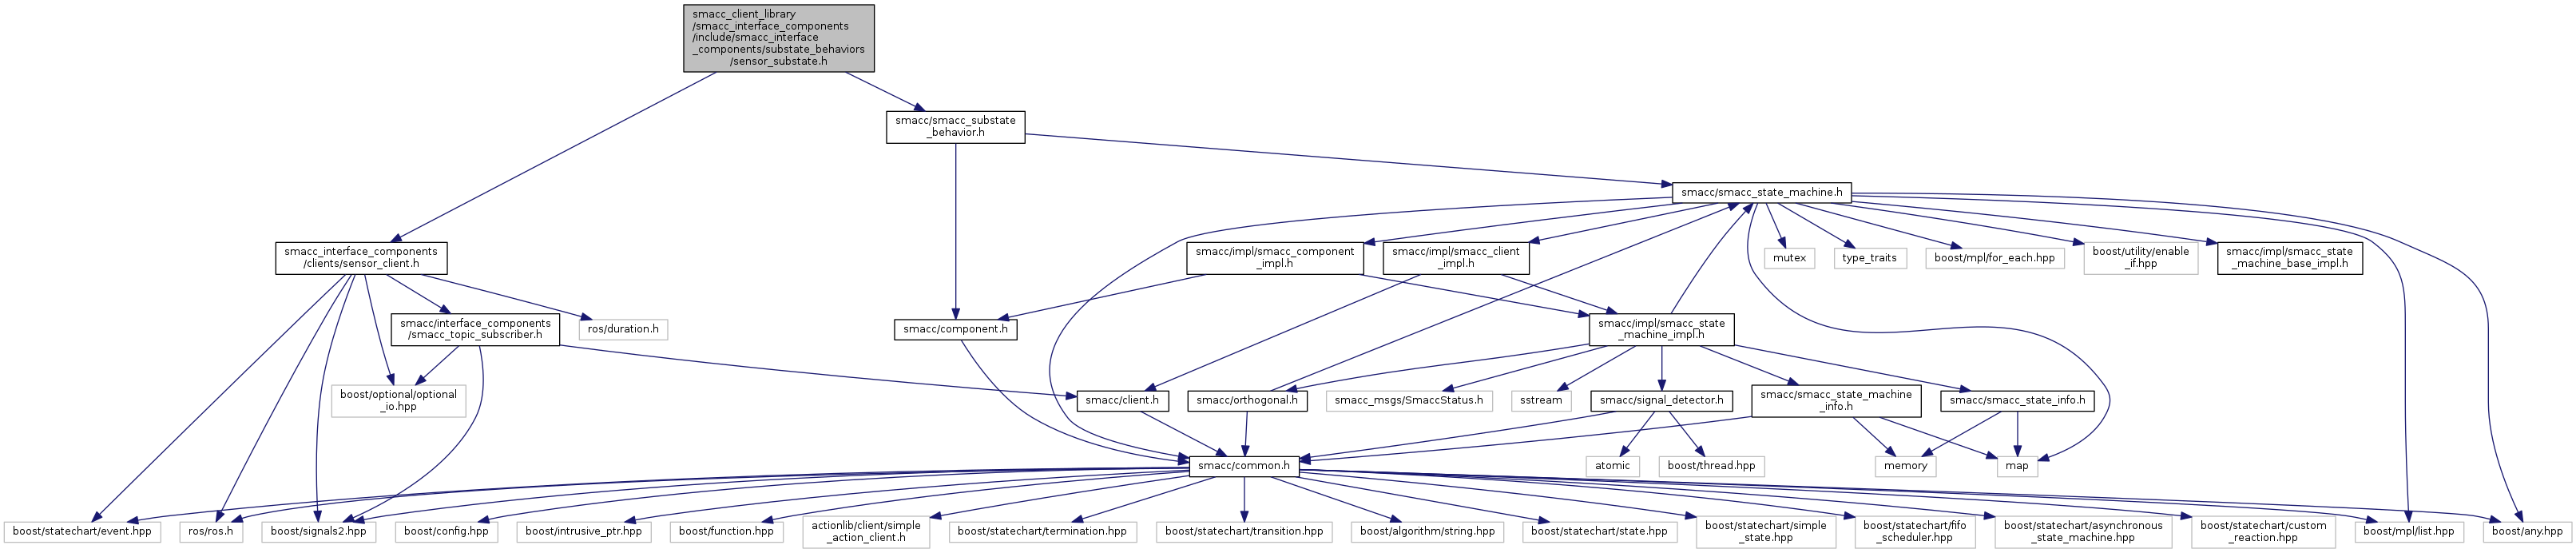 smacc_client_library
/smacc_interface_components
/include/smacc_interface
_components/substate_behaviors
/sensor_substate.h
smacc/smacc_substate
_behavior.h
smacc/smacc_state_machine.h
smacc_interface_components
/clients/sensor_client.h
smacc/impl/smacc_component
_impl.h
smacc/impl/smacc_client
_impl.h
mutex
type_traits
boost/mpl/for_each.hpp
boost/utility/enable
_if.hpp
smacc/impl/smacc_state
_machine_base_impl.h
smacc/interface_components
/smacc_topic_subscriber.h
ros/duration.h
smacc/component.h
smacc/impl/smacc_state
_machine_impl.h
boost/optional/optional
_io.hpp
smacc/client.h
smacc/orthogonal.h
smacc_msgs/SmaccStatus.h
sstream
smacc/signal_detector.h
smacc/smacc_state_machine
_info.h
smacc/smacc_state_info.h
smacc/common.h
atomic
boost/thread.hpp
memory
map
boost/statechart/event.hpp
ros/ros.h
boost/signals2.hpp
boost/config.hpp
boost/intrusive_ptr.hpp
boost/function.hpp
actionlib/client/simple
_action_client.h
boost/statechart/termination.hpp
boost/statechart/transition.hpp
boost/algorithm/string.hpp
boost/statechart/state.hpp
boost/statechart/simple
_state.hpp
boost/statechart/fifo
_scheduler.hpp
boost/statechart/asynchronous
_state_machine.hpp
boost/statechart/custom
_reaction.hpp
boost/mpl/list.hpp
boost/any.hpp